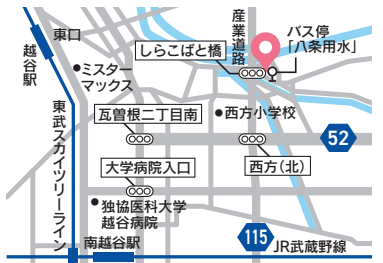 東口
越谷駅
ミスター
マックス
しらこばと橋
産業道路
バス停
「八条用水」
瓦曽根二丁目南
西方小学校
52
大学病院入口
西方(北)
東武スカイツリーライン
独協医科大学
越谷病院
南越谷駅
115
JR武蔵野線